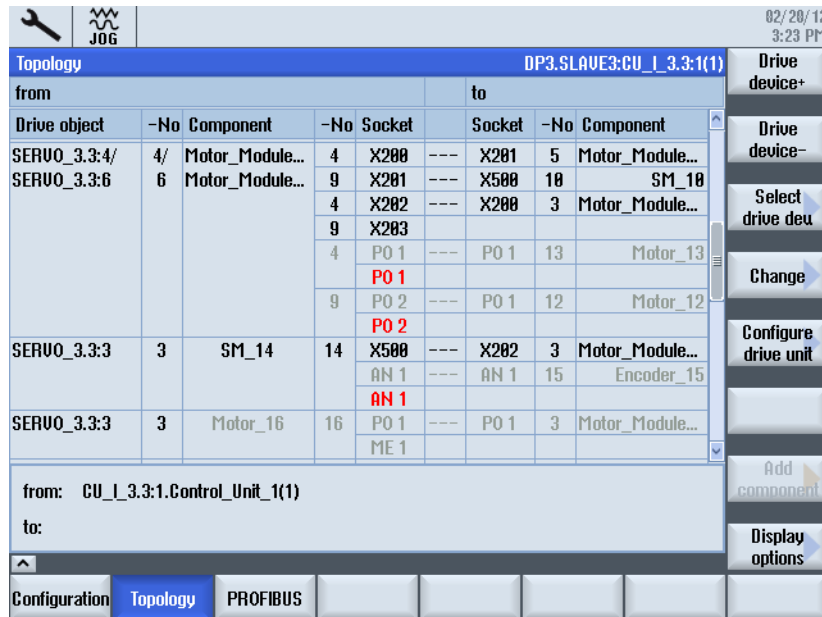 JOG
02/20/12
3:23 PM
Topology DP3.SLAVE3:CU_I_3.3:1(1)
from to
Drive object -No Component -No Socket Socket -No Component
SERVO_3.3:4/ 4/ Motor_Module... 4 X200 --- X201 5 Motor_Module...
SERVO_3.3:6 6 Motor_Module... 9 X201 --- X500 10 SM_10
4 X202 --- X200 3 Motor_Module...
9 X203
4 PO 1 --- PO 1 13 Motor_13
PO 1
9 PO 2 --- PO 1 12 Motor_12
PO 2
SERVO_3.3:3 3 SM_14 14 X500 --- X202 3 Motor_Module...
AN 1 --- AN 1 15 Encoder_15
AN 1
SERVO_3.3:3 3 Motor_16 16 PO 1 --- PO 1 3 Motor_Module...
ME 1
from: CU_I_3.3:1.Control_Unit_1(1)
to:
Drive
device+
Drive
device-
Select
drive dev
Change
Configure
drive unit
Add
component
Display
options
Configuration Topology PROFIBUS